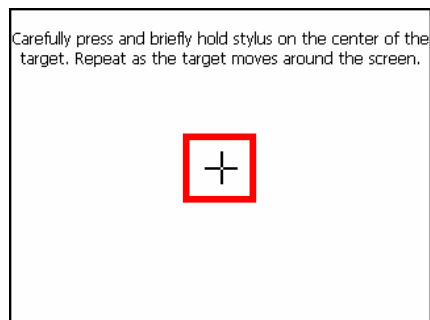 Carefully press and briefly hold stylus on the center of the
target. Repeat as the target moves around the screen.